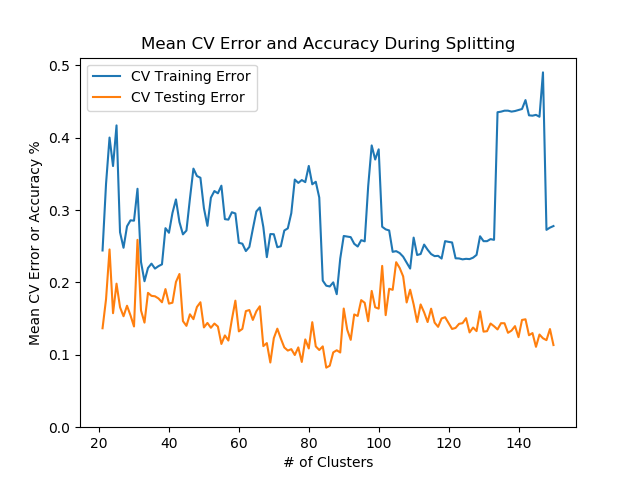 Mean CV Error and Accuracy During Splitting
CV Training Error
CV Testing Error
Mean CV Error or Accuracy %
0.5
0.4
0.3
0.2
0.1
0.0
20 40 60 80 100 120 140
# of Clusters